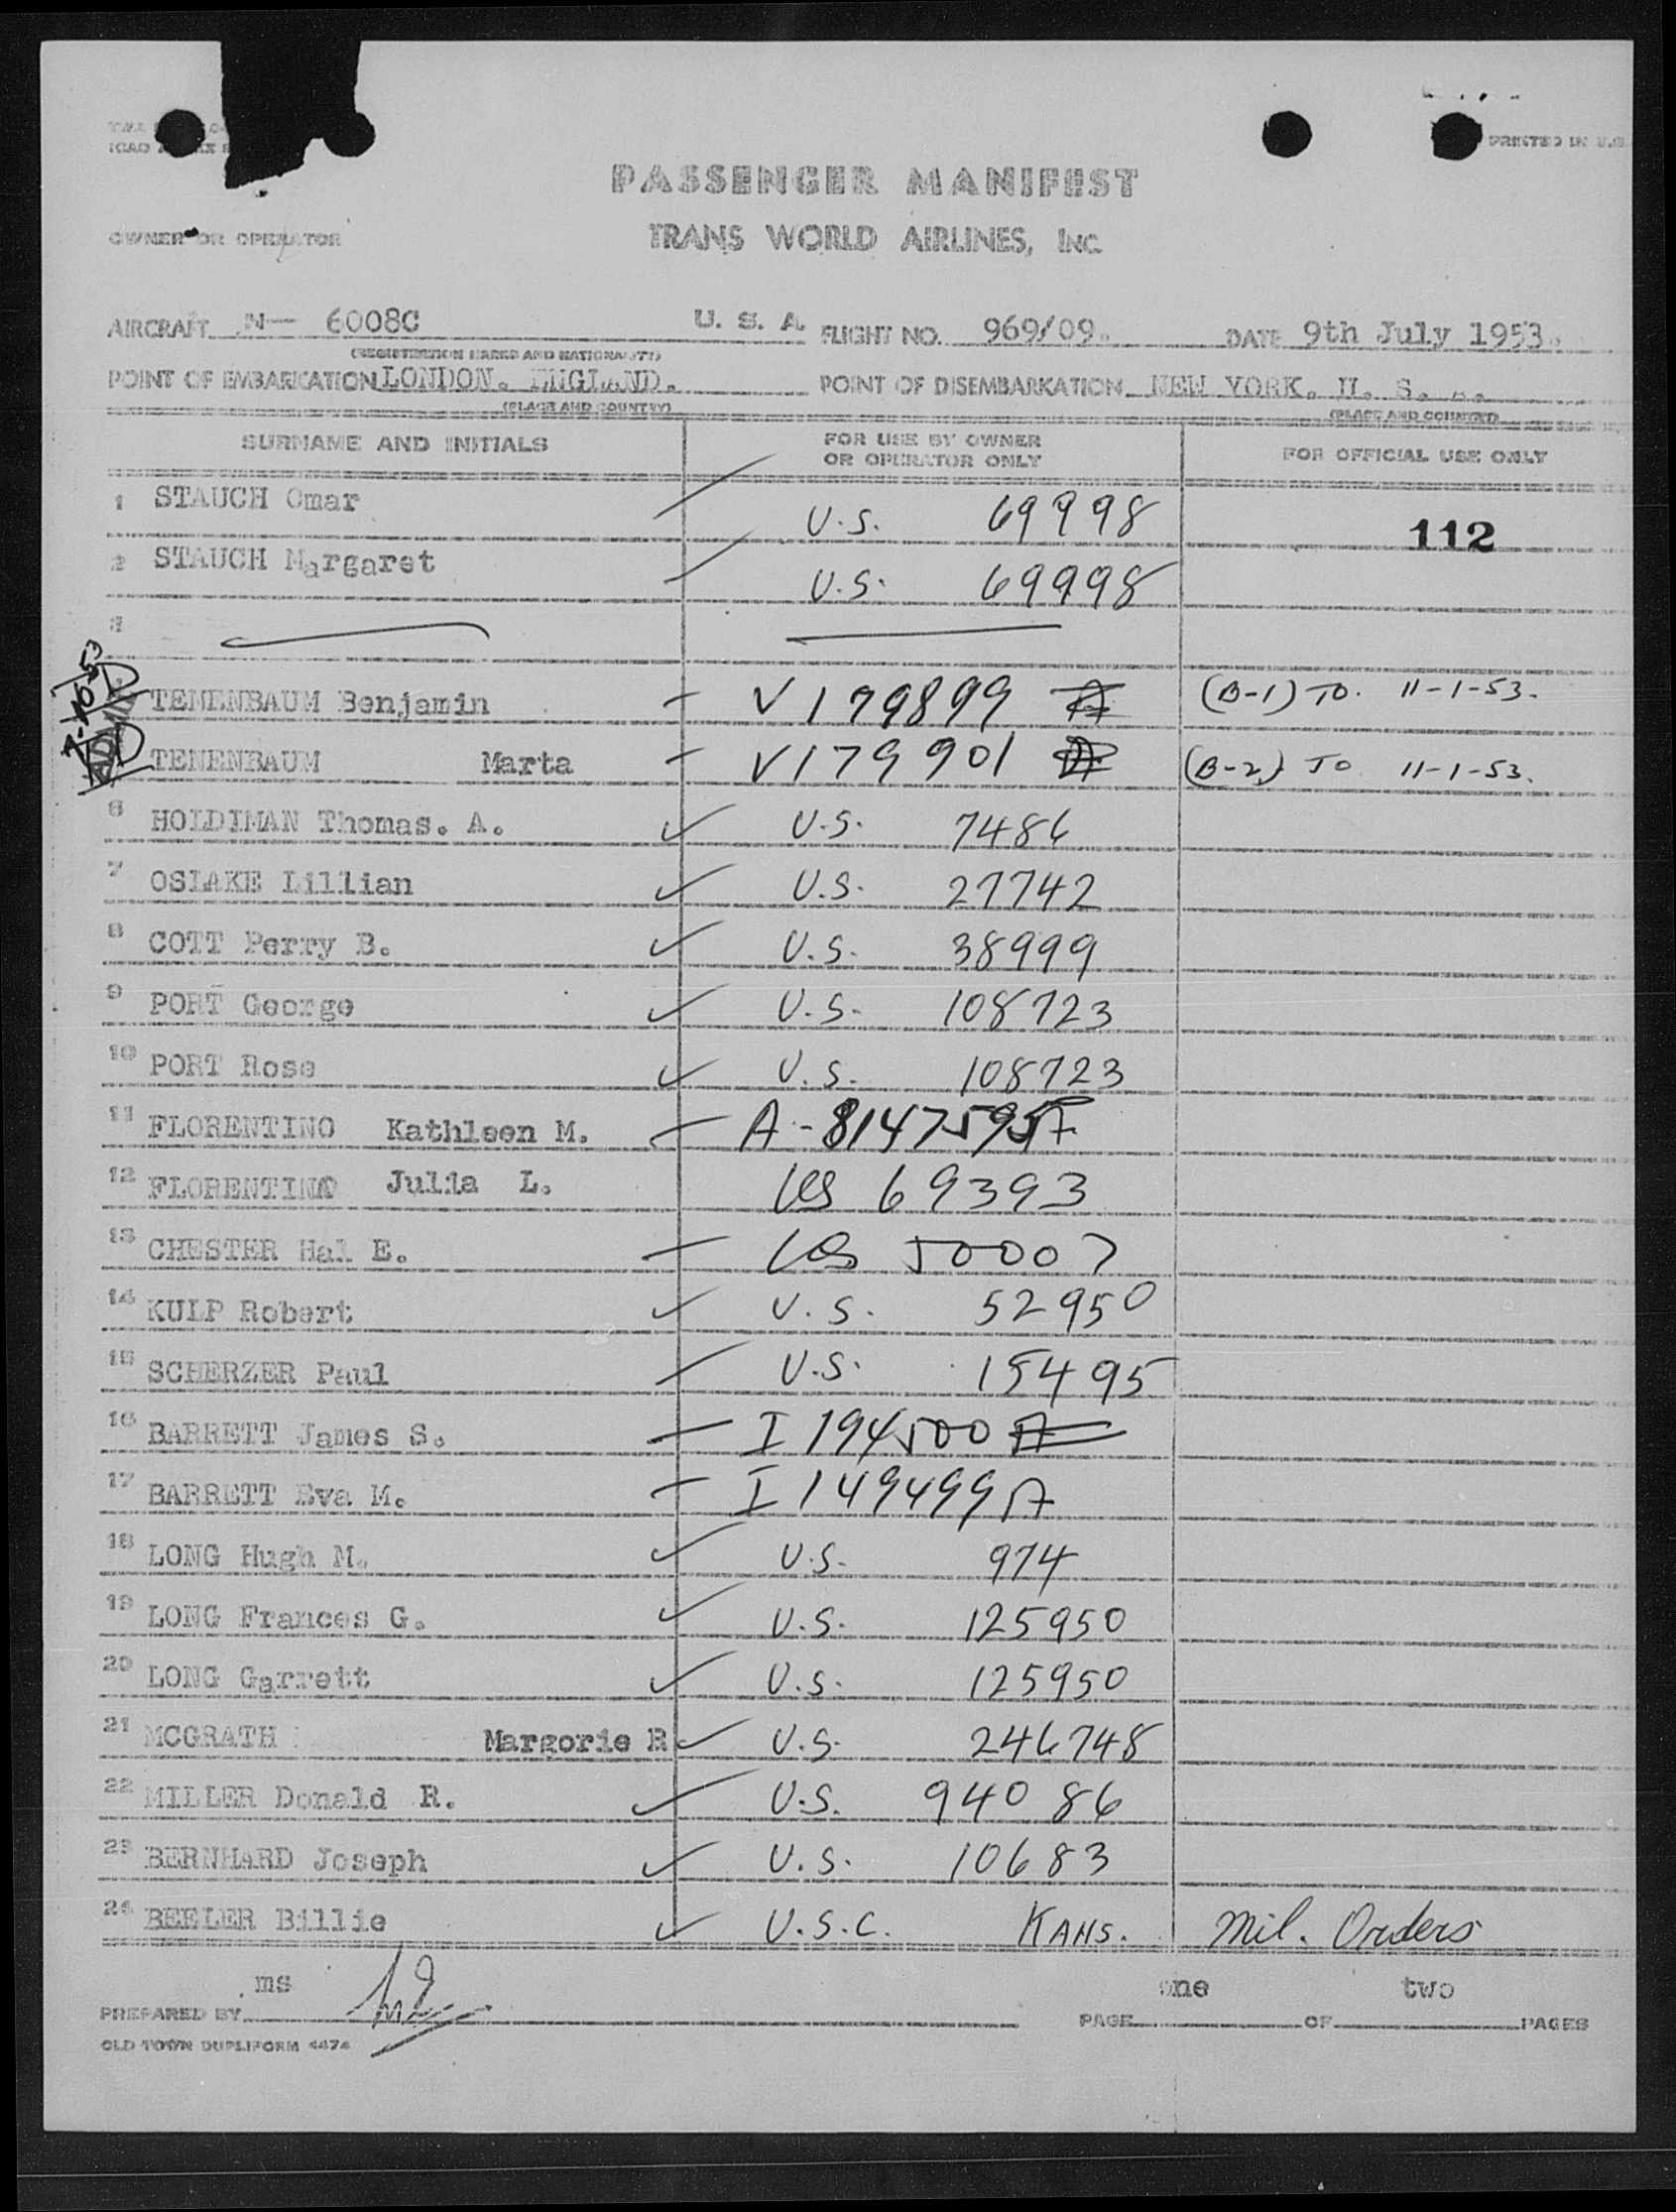 PRINTED IN U.S.
PASSENGER MANIFEST
OWNER OR OPERATOR
TRANS WORLD AIRLINES, INC.
AIRCRAFT N— 6008C U. S. A. FLIGHT NO. 969/09. DATE 9th July 1953.
(REGISTRATION MARKS AND NATIONALITY)
POINT OF EMBARKATION LONDON. ENGLAND. POINT OF DISEMBARKATION NEW YORK. U. S. A.
(PLACE AND COUNTRY) (PLACE AND COUNTRY)
SURNAME AND INITIALS FOR USE BY OWNER OR OPERATOR ONLY FOR OFFICIAL USE ONLY
1 STAUCH Omar U.S. 69998 112
2 STAUCH Margaret U.S. 69998
3
TENENBAUM Benjamin V179899 A (B-1) TO. 11-1-53.
TENENBAUM Marta V179901 (B-2) TO 11-1-53.
6 HOLDIMAN Thomas. A. U.S. 7486
7 OSIAKE Lillian U.S. 27742
8 COTT Perry B. U.S. 38999
9 PORT George U.S. 108723
10 PORT Rose U.S. 108723
11 FLORENTINO Kathleen M. A-8147595
12 FLORENTINO Julia L. US 69393
13 CHESTER Hal E. US 50007
14 KULP Robert U.S. 52950
15 SCHERZER Paul U.S. 15495
16 BARRETT James S. I 194500 A
17 BARRETT Eva M. I 149499 A
18 LONG Hugh M. U.S. 974
19 LONG Frances G. U.S. 125950
20 LONG Garrett U.S. 125950
21 MCGRATH Margorie R U.S. 246748
22 MILLER Donald R. U.S. 94086
23 BERNHARD Joseph U.S. 10683
24 BEELER Billie U.S.C. KANS. Mil. Orders
ms one two
PREPARED BY PAGE OF PAGES
OLD TOWN DUPLIFORM 4474